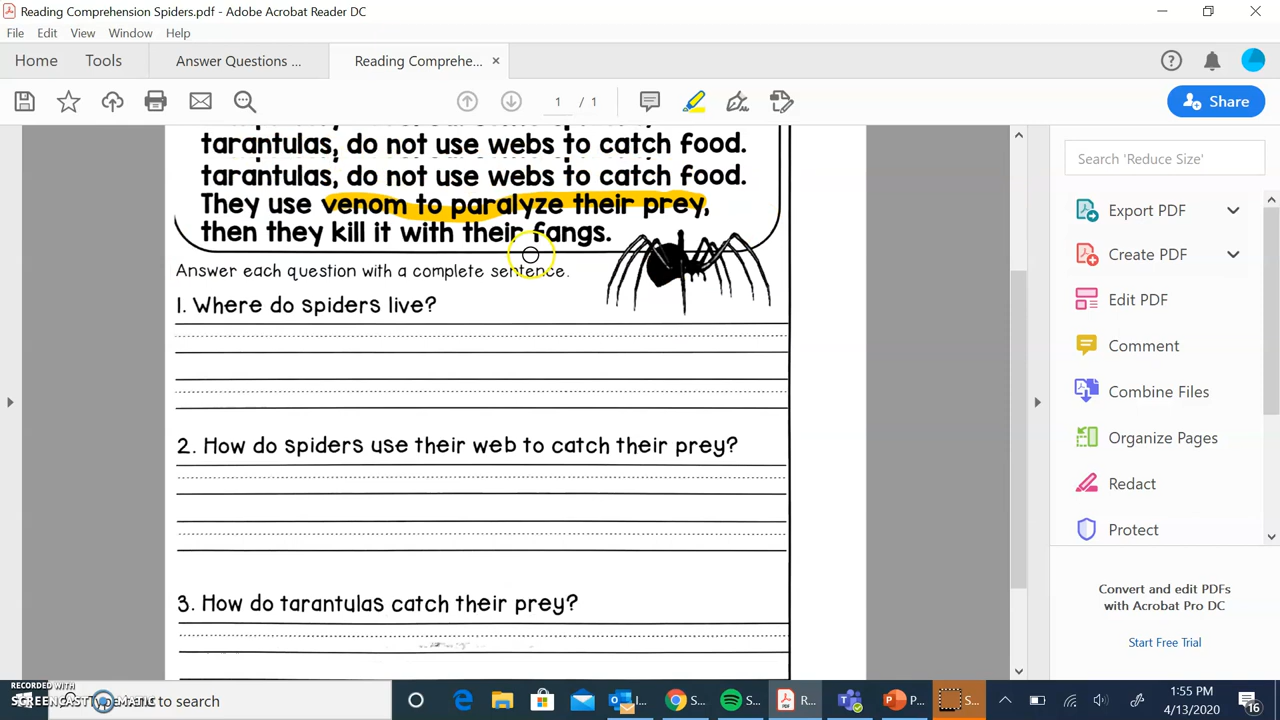 Reading Comprehension Spiders.pdf - Adobe Acrobat Reader DC
File Edit View Window Help
Home Tools Answer Questions ... Reading Comprehe... ×
1 / 1 Share
tarantulas, do not use webs to catch food.
tarantulas, do not use webs to catch food.
They use venom to paralyze their prey,
then they kill it with their fangs.
Answer each question with a complete sentence.
1. Where do spiders live?
2. How do spiders use their web to catch their prey?
3. How do tarantulas catch their prey?
Search 'Reduce Size'
Export PDF
Create PDF
Edit PDF
Comment
Combine Files
Organize Pages
Redact
Protect
Convert and edit PDFs
with Acrobat Pro DC
Start Free Trial
RECORDED WITH
SCREENCAST MATIC
Type here to search
I... S... S... R... P... S...
1:55 PM
4/13/2020
16